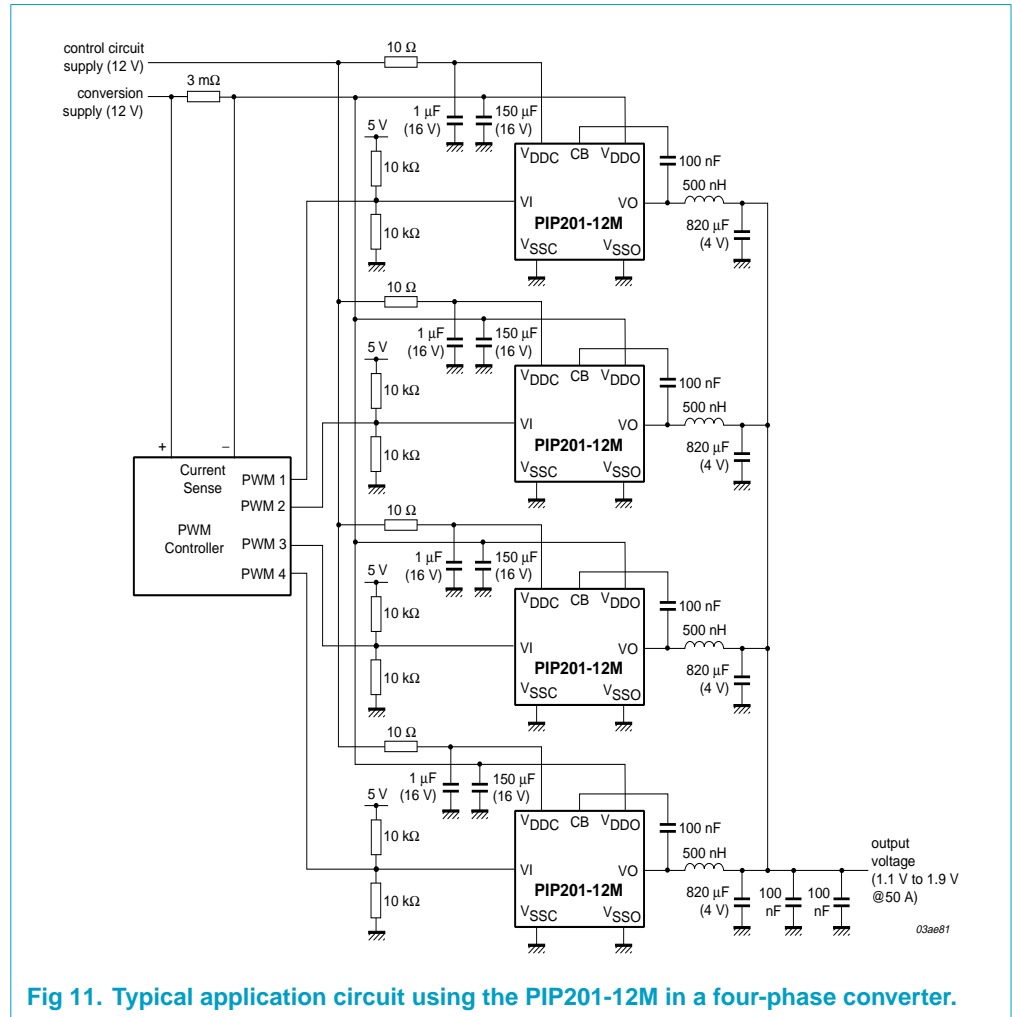 control circuit
supply (12 V)
10 Ω
conversion
supply (12 V)
3 mΩ
1 μF
(16 V)
150 μF
(16 V)
5 V
10 kΩ
10 kΩ
VDDC CB VDDO
VI
VO
PIP201-12M
VSSC
VSSO
100 nF
500 nH
820 μF
(4 V)
10 Ω
1 μF
(16 V)
150 μF
(16 V)
5 V
10 kΩ
10 kΩ
VDDC CB VDDO
VI
VO
PIP201-12M
VSSC
VSSO
100 nF
500 nH
820 μF
(4 V)
+
−
Current
Sense
PWM
Controller
PWM 1
PWM 2
PWM 3
PWM 4
10 Ω
1 μF
(16 V)
150 μF
(16 V)
5 V
10 kΩ
10 kΩ
VDDC CB VDDO
VI
VO
PIP201-12M
VSSC
VSSO
100 nF
500 nH
820 μF
(4 V)
10 Ω
1 μF
(16 V)
150 μF
(16 V)
5 V
10 kΩ
10 kΩ
VDDC CB VDDO
VI
VO
PIP201-12M
VSSC
VSSO
100 nF
500 nH
820 μF
(4 V)
100
nF
100
nF
output
voltage
(1.1 V to 1.9 V
@50 A)
03ae81
Fig 11. Typical application circuit using the PIP201-12M in a four-phase converter.